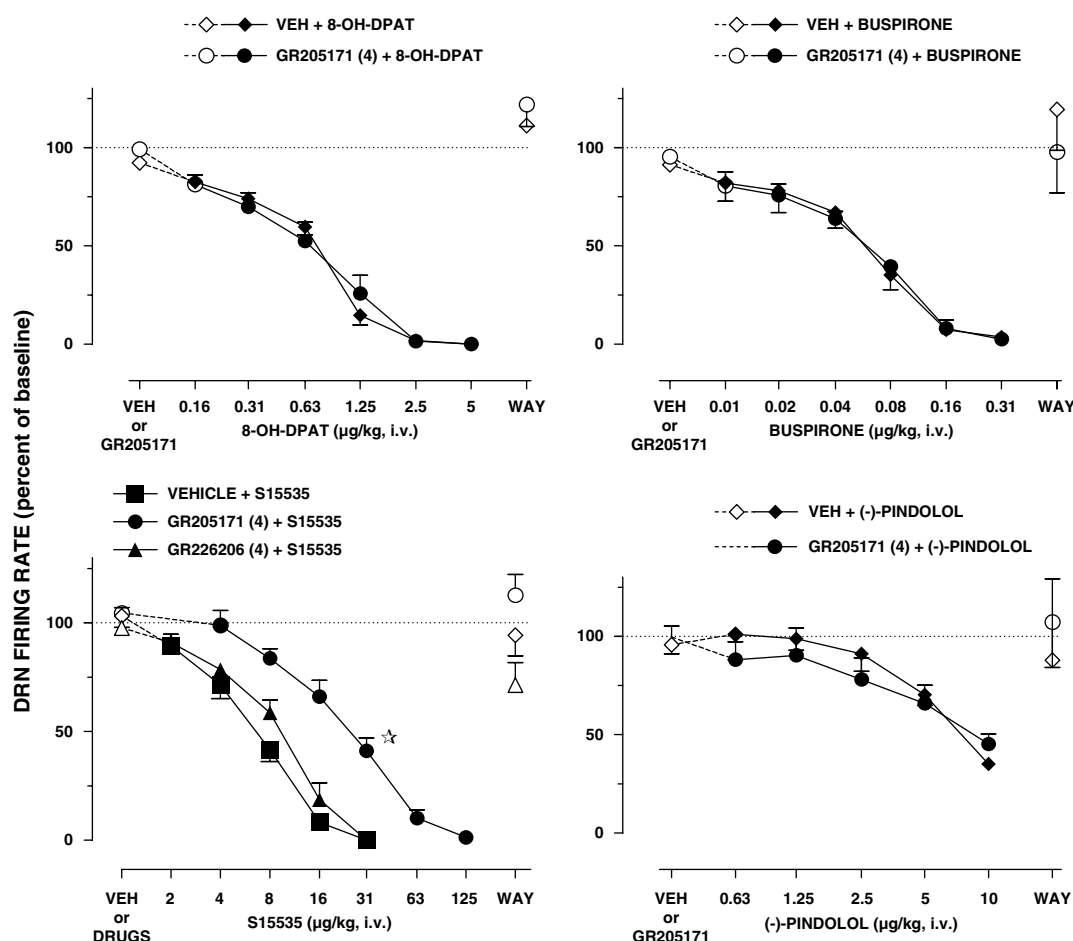 VEH + 8-OH-DPAT
GR205171 (4) + 8-OH-DPAT
100
50
0
VEH or GR205171
0.16
0.31
0.63
1.25
2.5
5
WAY
8-OH-DPAT (µg/kg, i.v.)
VEH + BUSPIRONE
GR205171 (4) + BUSPIRONE
100
50
0
VEH or GR205171
0.01
0.02
0.04
0.08
0.16
0.31
WAY
BUSPIRONE (µg/kg, i.v.)
DRN FIRING RATE (percent of baseline)
VEHICLE + S15535
GR205171 (4) + S15535
GR226206 (4) + S15535
100
50
0
VEH or DRUGS
2
4
8
16
31
63
125
WAY
S15535 (µg/kg, i.v.)
VEH + (-)-PINDOLOL
GR205171 (4) + (-)-PINDOLOL
100
50
0
VEH or GR205171
0.63
1.25
2.5
5
10
WAY
(-)-PINDOLOL (µg/kg, i.v.)